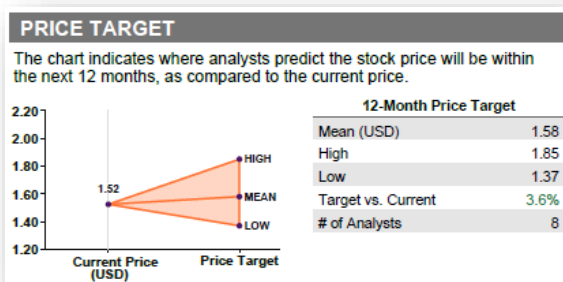 PRICE TARGET
The chart indicates where analysts predict the stock price will be within
the next 12 months, as compared to the current price.
2.20
2.00
1.80
1.60
1.40
1.20
1.52
HIGH
MEAN
LOW
Current Price
(USD)
Price Target
12-Month Price Target
Mean (USD) 1.58
High 1.85
Low 1.37
Target vs. Current 3.6%
# of Analysts 8